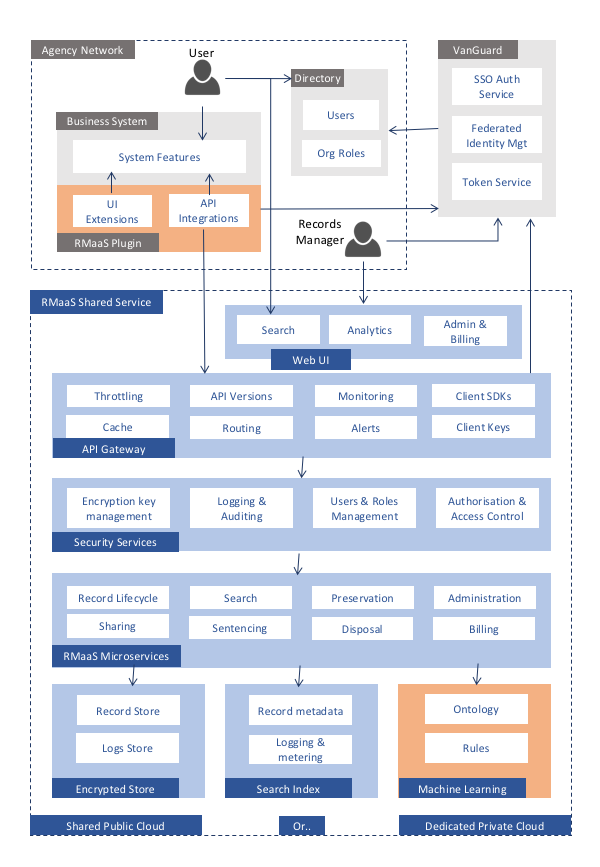 Agency Network
User
VanGuard
Directory
SSO Auth
Service
Users
Business System
Federated
Identity Mgt
System Features
Org Roles
Token Service
UI
Extensions
API
Integrations
RMaaS Plugin
Records
Manager
RMaaS Shared Service
Search
Analytics
Admin &
Billing
Web UI
Throttling
API Versions
Monitoring
Client SDKs
Cache
Routing
Alerts
Client Keys
API Gateway
Encryption key
management
Logging &
Auditing
Users & Roles
Management
Authorisation &
Access Control
Security Services
Record Lifecycle
Search
Preservation
Administration
Sharing
Sentencing
Disposal
Billing
RMaaS Microservices
Record Store
Record metadata
Ontology
Logs Store
Logging &
metering
Rules
Encrypted Store
Search Index
Machine Learning
Shared Public Cloud
Or..
Dedicated Private Cloud